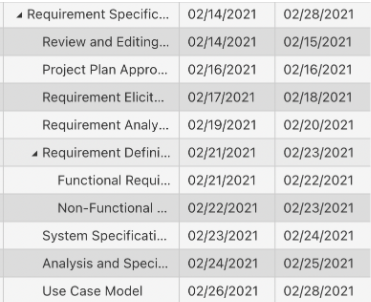 Requirement Specific... 02/14/2021 02/28/2021
Review and Editing... 02/14/2021 02/15/2021
Project Plan Appro... 02/16/2021 02/16/2021
Requirement Elicit... 02/17/2021 02/18/2021
Requirement Analy... 02/19/2021 02/20/2021
Requirement Defini... 02/21/2021 02/23/2021
Functional Requi... 02/21/2021 02/22/2021
Non-Functional ... 02/22/2021 02/23/2021
System Specificati... 02/23/2021 02/24/2021
Analysis and Speci... 02/24/2021 02/25/2021
Use Case Model 02/26/2021 02/28/2021